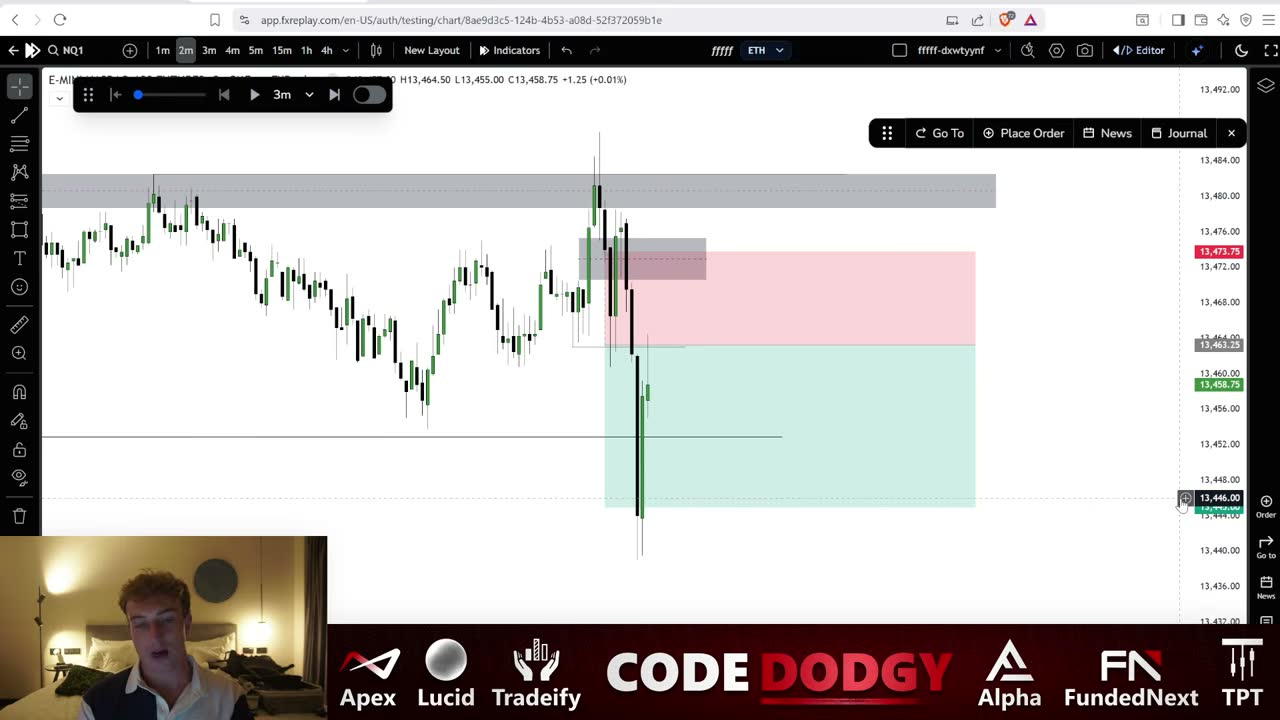 app.fxreplay.com/en-US/auth/testing/chart/8ae9d3c5-124b-4b53-a08d-52f372059b1e
72
NQ1
1m 2m 3m 4m 5m 15m 1h 4h
New Layout
Indicators
fffff
ETH
fffff-dxwtyynf
Editor
H13,464.50 L13,455.00 C13,458.75 +1.25 (+0.01%)
3m
Go To
Place Order
News
Journal
13,492.00
13,484.00
13,480.00
13,476.00
13,473.75
13,472.00
13,468.00
13,463.25
13,460.00
13,458.75
13,456.00
13,452.00
13,448.00
13,446.00
13,440.00
13,436.00
13,432.00
Order
Go to
News
Apex
Lucid
Tradeify
CODE DODGY
Alpha
FN
FundedNext
TPT